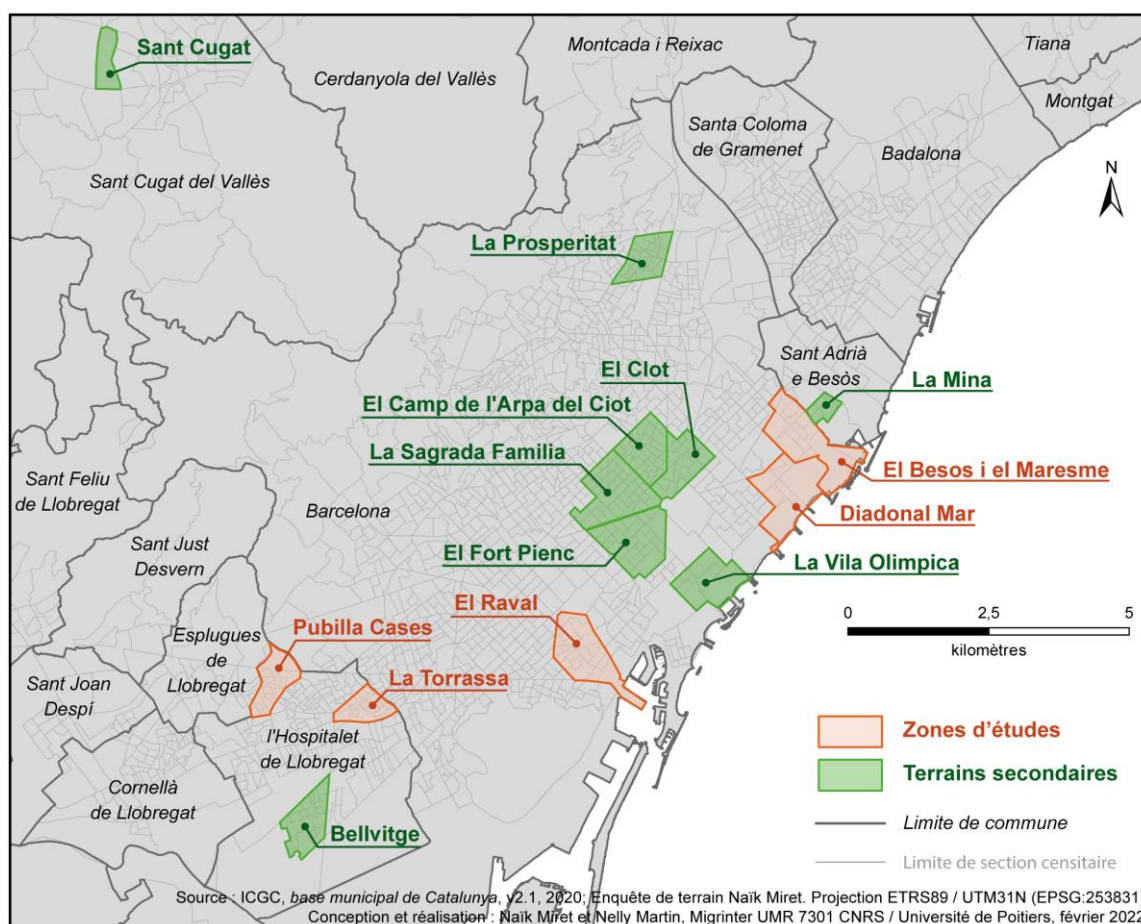 Sant Cugat
Cerdanyola del Vallès
Montcada i Reixac
Tiana
Montgat
Santa Coloma
de Gramenet
Badalona
Sant Cugat del Vallès
N
La Prosperitat
Sant Adrià
e Besòs
La Mina
El Clot
El Camp de l'Arpa del Clot
La Sagrada Familia
El Besos i el Maresme
Sant Feliu
de Llobregat
Barcelona
Diadonal Mar
Sant Just
Desvern
El Fort Pienc
La Vila Olimpica
El Raval
Pubilla Cases
Esplugues
de
Llobregat
La Torrassa
Sant Joan
Despí
l'Hospitalet
de Llobregat
Cornellà
de Llobregat
Bellvitge
0 2,5 5
kilomètres
Zones d'études
Terrains secondaires
Limite de commune
Limite de section censitaire
Source : ICGC, base municipal de Catalunya, v2.1, 2020; Enquête de terrain Naïk Miret. Projection ETRS89 / UTM31N (EPSG:25383
Conception et réalisation : Naïk Miret et Nelly Martin, Migrinter UMR 7301 CNRS / Université de Poitiers, février